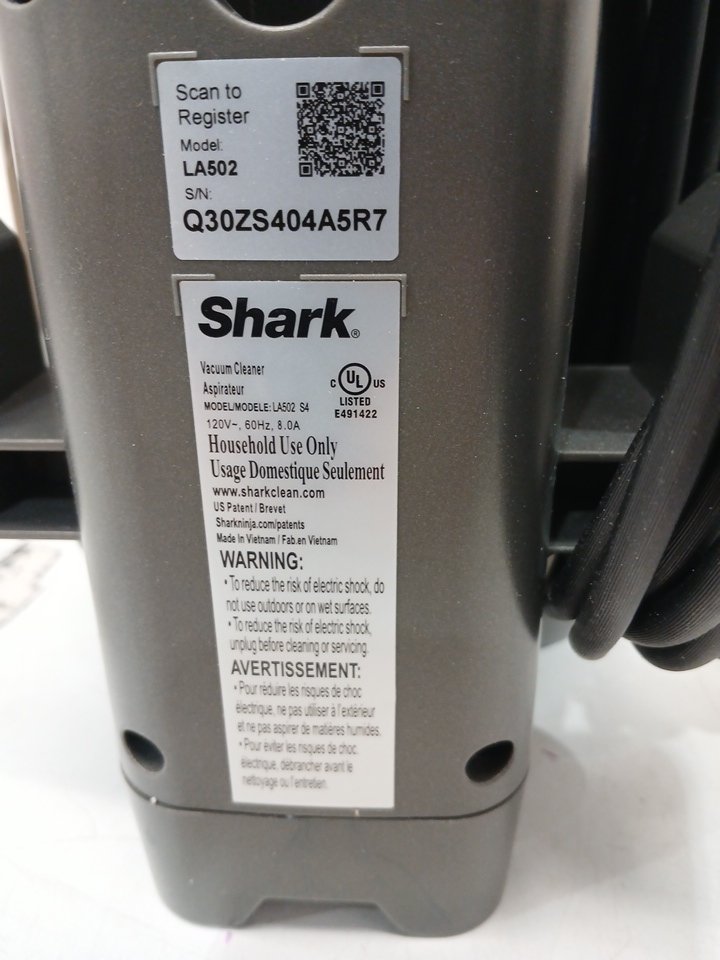 Scan to
Register
Model:
LA502
S/N:
Q30ZS404A5R7
Shark®
Vacuum Cleaner
Aspirateur
MODEL/MODELE: LA502 S4
120V~, 60Hz, 8.0A
C UL US
LISTED
E491422
Household Use Only
Usage Domestique Seulement
www.sharkclean.com
US Patent / Brevet
Sharkninja.com/patents
Made In Vietnam / Fab.en Vietnam
WARNING:
• To reduce the risk of electric shock, do
not use outdoors or on wet surfaces.
• To reduce the risk of electric shock,
unplug before cleaning or servicing.
AVERTISSEMENT:
• Pour réduire les risques de choc
électrique, ne pas utiliser à l'extérieur
et ne pas aspirer de matières humides.
• Pour éviter les risques de choc
électrique, débrancher avant le
nettoyage ou l'entretien.